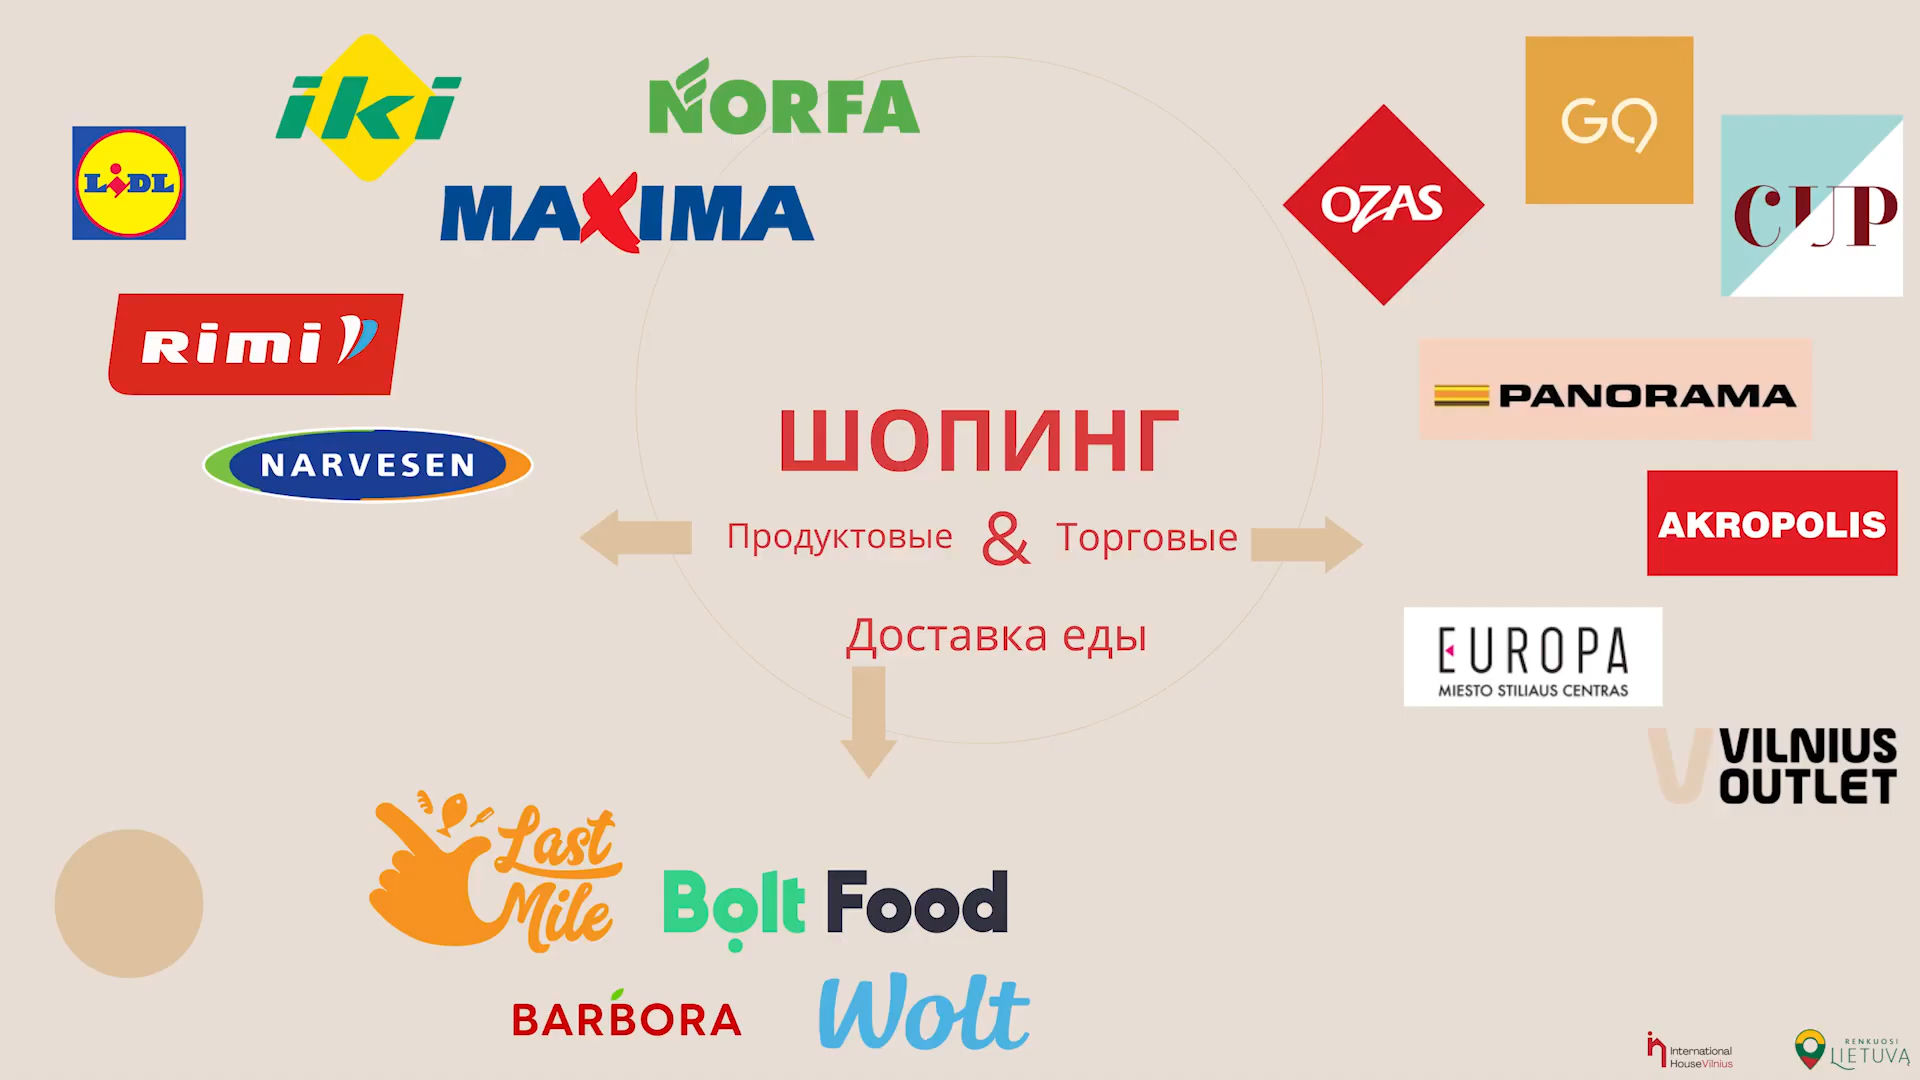 iki
NORFA
LIDL
MAXIMA
Rimi
NARVESEN
OZAS
G9
CUP
PANORAMA
AKROPOLIS
EUROPA
MIESTO STILIAUS CENTRAS
VILNIUS
OUTLET
ШОПИНГ
Продуктовые & Торговые
Доставка еды
Last
Mile
Bolt Food
BARBORA
Wolt
International
House Vilnius
RENKUOSI
LIETUVĄ